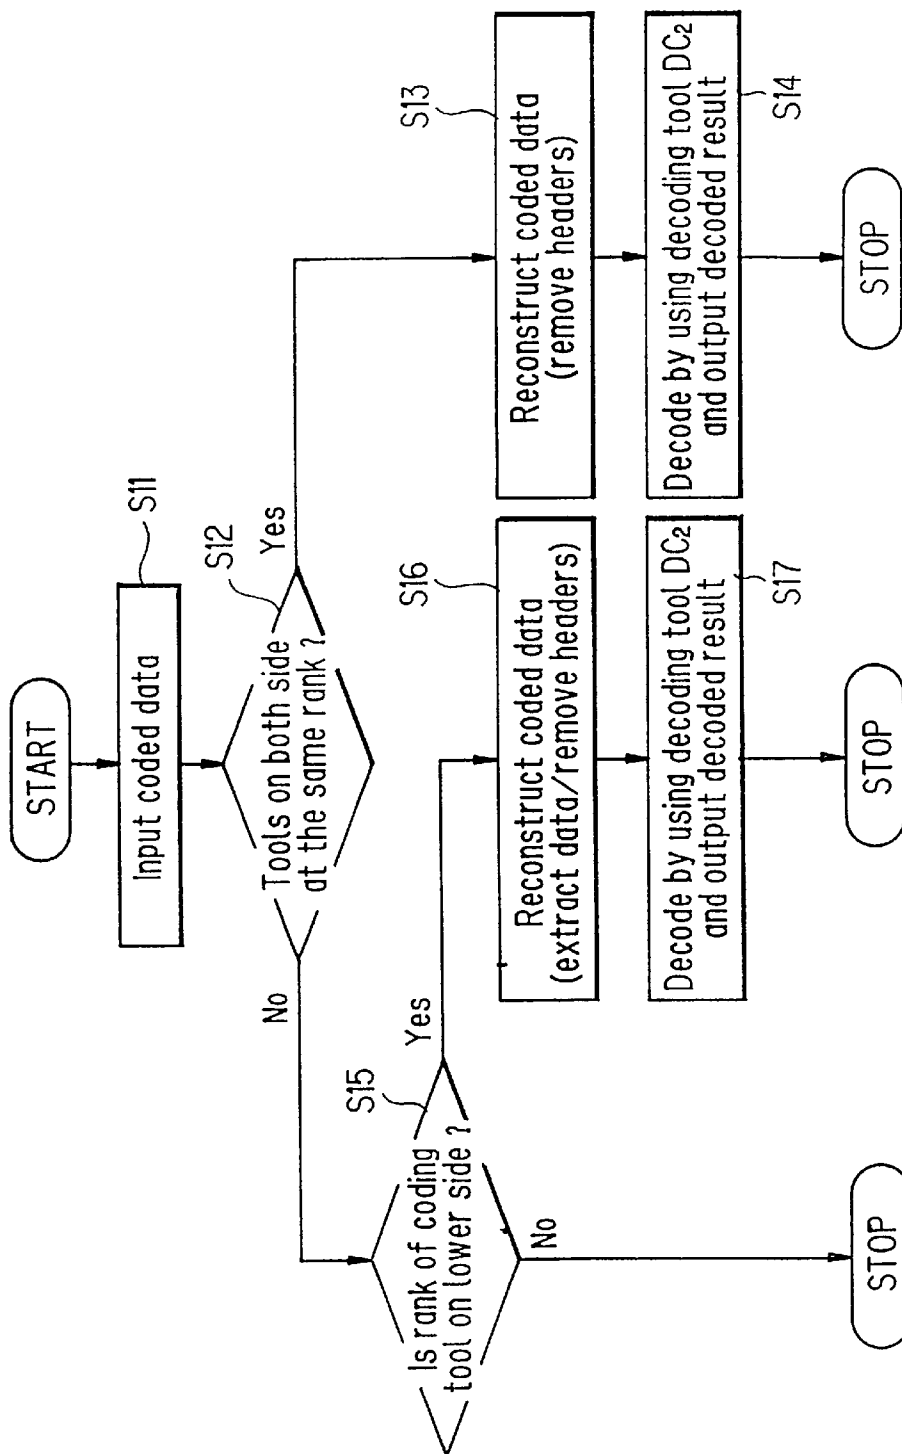 START
Input coded data
S11
Tools on both side
at the same rank ?
S12
Yes
No
Reconstruct coded data
(remove headers)
S13
Decode by using decoding tool DC2
and output decoded result
S14
STOP
Is rank of coding
tool on lower side ?
S15
Yes
No
Reconstruct coded data
(extract data/remove headers)
S16
Decode by using decoding tool DC2
and output decoded result
S17
STOP
STOP